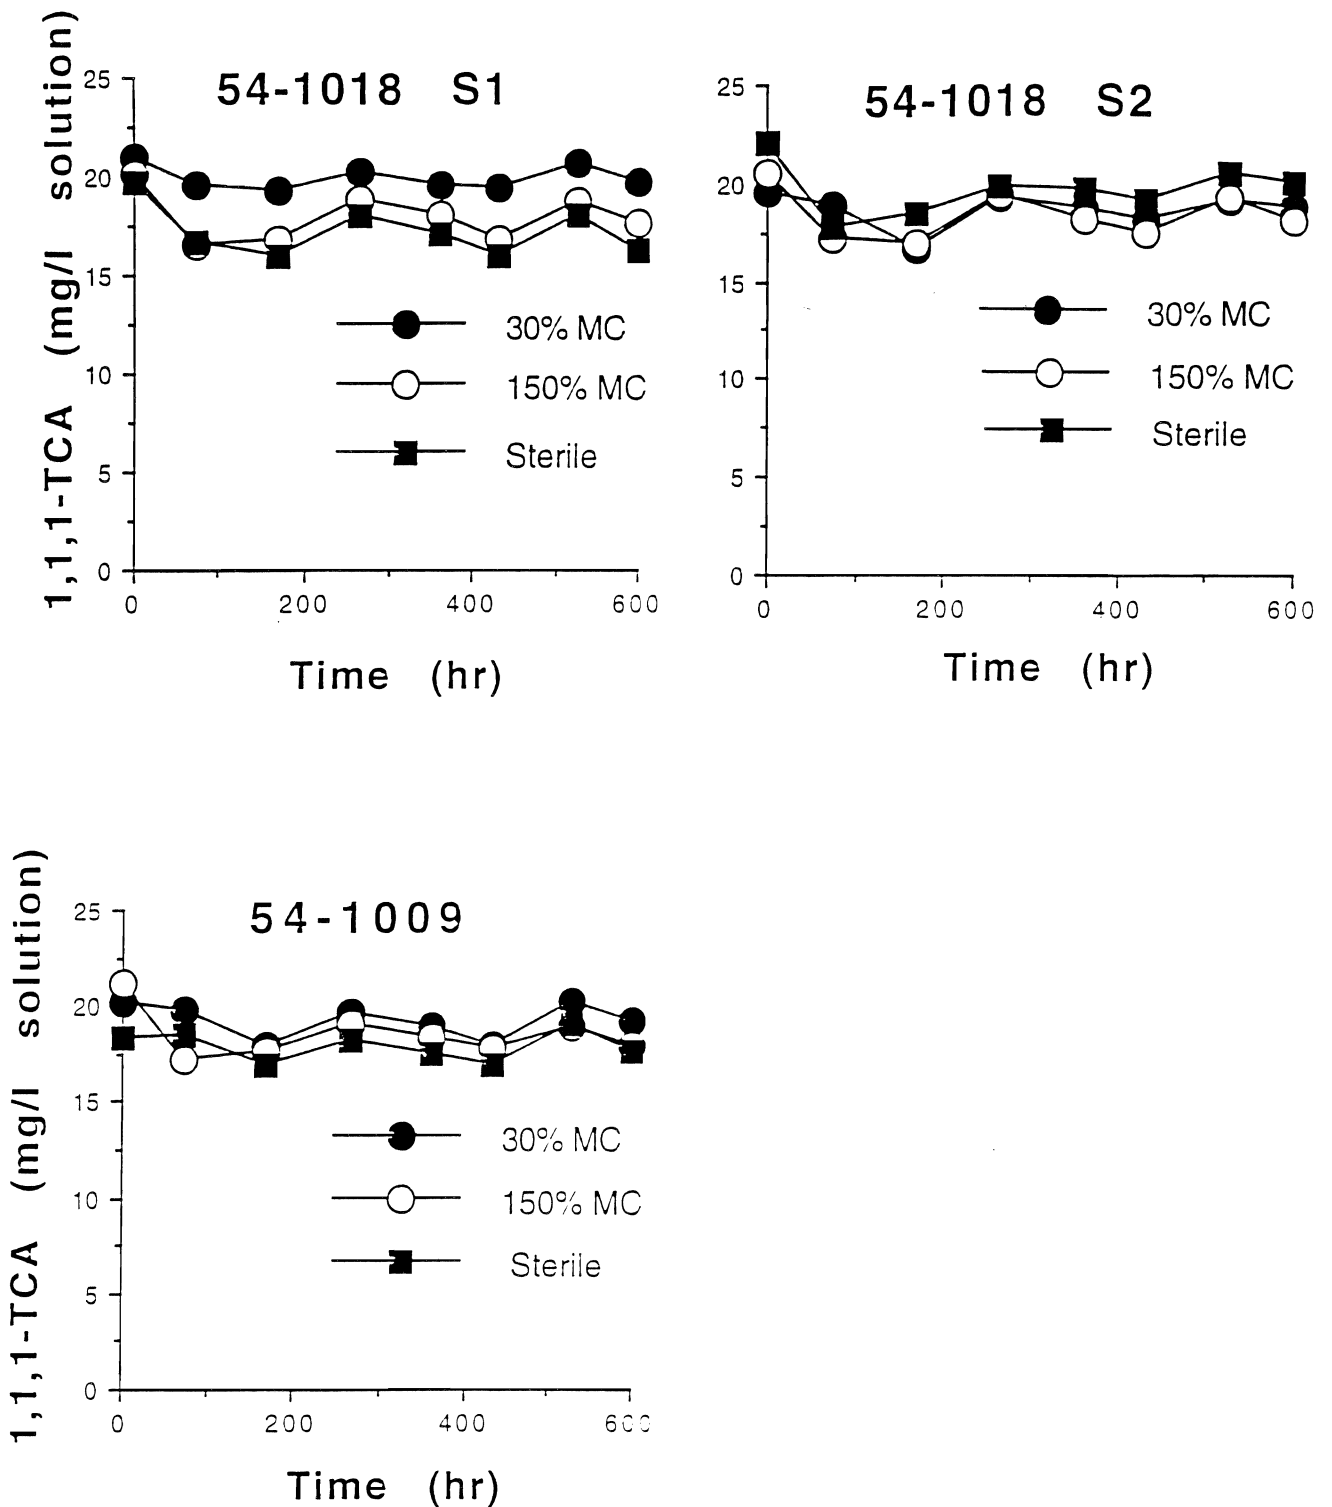 54-1018 S1
1,1,1-TCA (mg/l solution)
25
20
15
10
5
0
30% MC
150% MC
Sterile
0 200 400 600
Time (hr)
54-1018 S2
25
20
15
10
5
0
30% MC
150% MC
Sterile
0 200 400 600
Time (hr)
54-1009
1,1,1-TCA (mg/l solution)
25
20
15
10
5
0
30% MC
150% MC
Sterile
0 200 400 600
Time (hr)